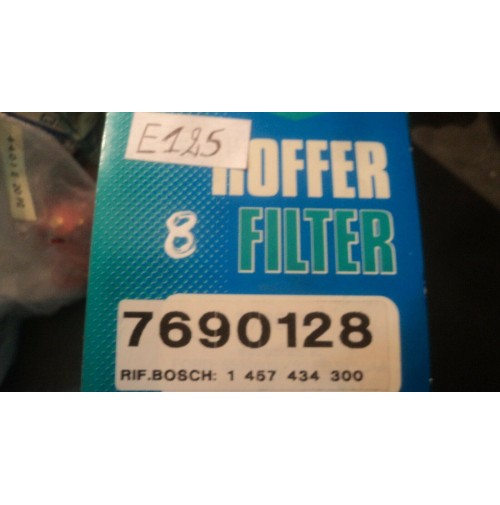 E125
HOFFER
8 FILTER
7690128
RIF.BOSCH: 1 457 434 300